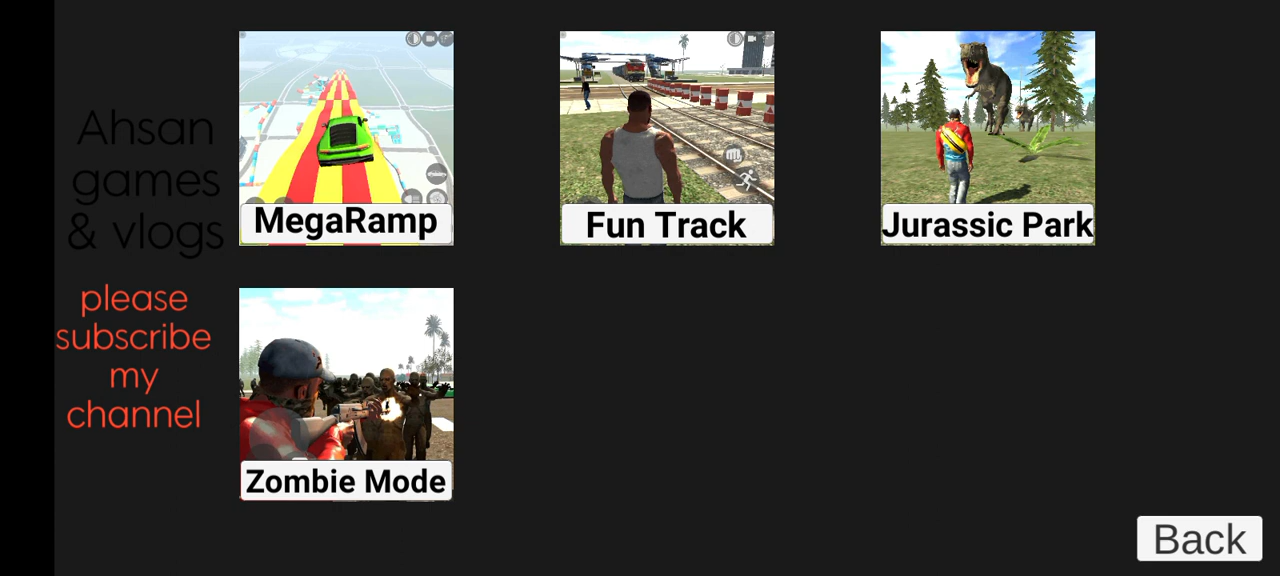 Ahsan
games
& vlogs
please
subscribe
my
channel
MegaRamp
Fun Track
Jurassic Park
Zombie Mode
Back